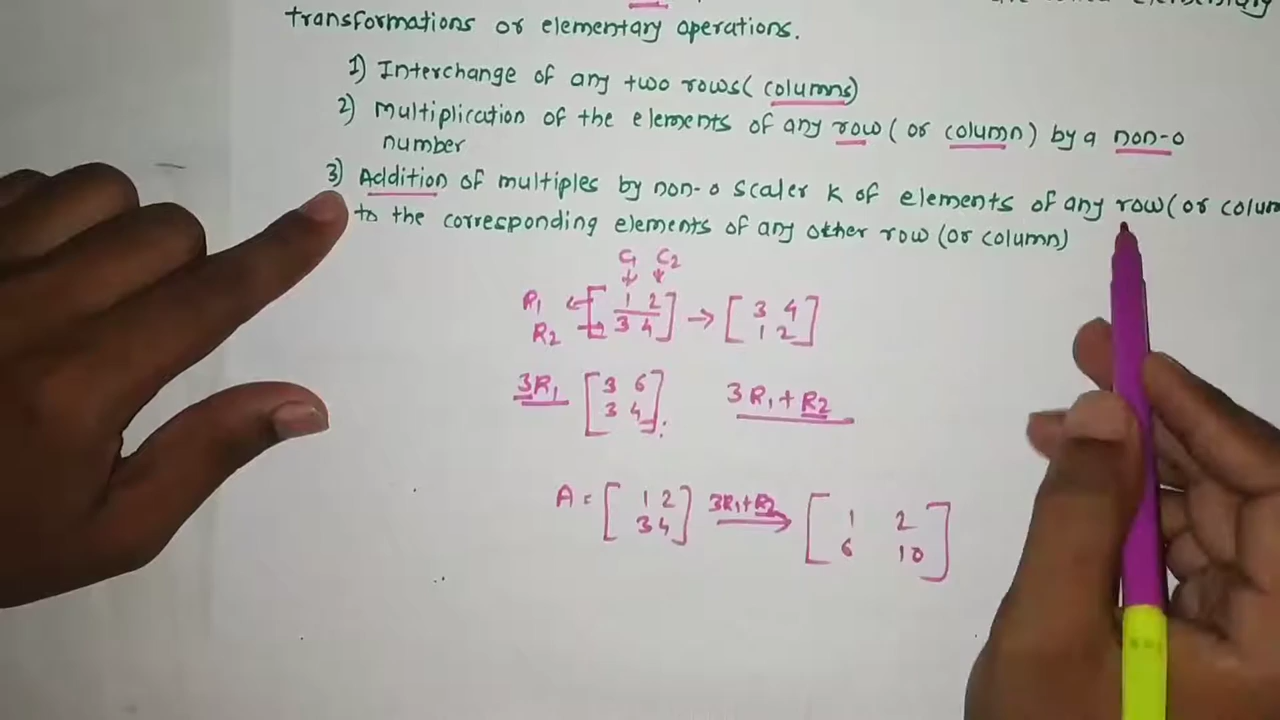 transformations or elementary operations.
1) Interchange of any two rows( columns)
2) Multiplication of the elements of any row ( or column ) by a non-0
number
3) Addition of multiples by non-0 scaler K of elements of any row( or colum
to the corresponding elements of any other row (or column)
C1 C2
R1 [ 1 2 → [ 3 4
R2 3 4 ] 1 2 ]
3R1 [ 3 6 3R1 + R2
3 4 ]
A = [ 1 2 3R1+R2 [ 1 2
3 4 ] 6 10 ]